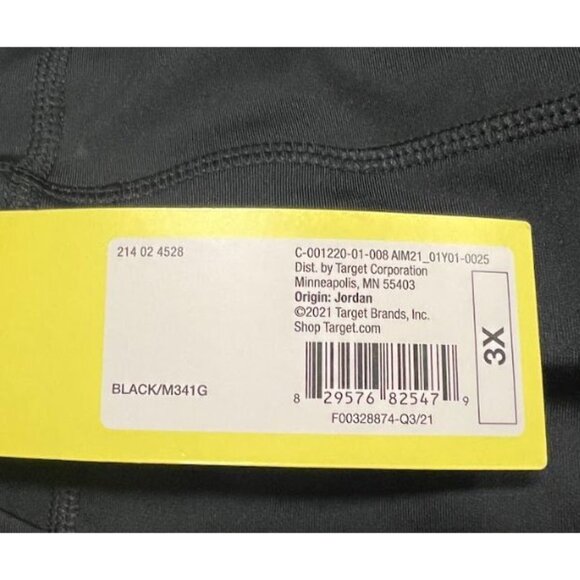 214 02 4528
C-001220-01-008 AIM21_01Y01-0025
Dist. by Target Corporation
Minneapolis, MN 55403
Origin: Jordan
©2021 Target Brands, Inc.
Shop Target.com
3X
BLACK/M341G
8 29576 82547 9
F00328874-Q3/21